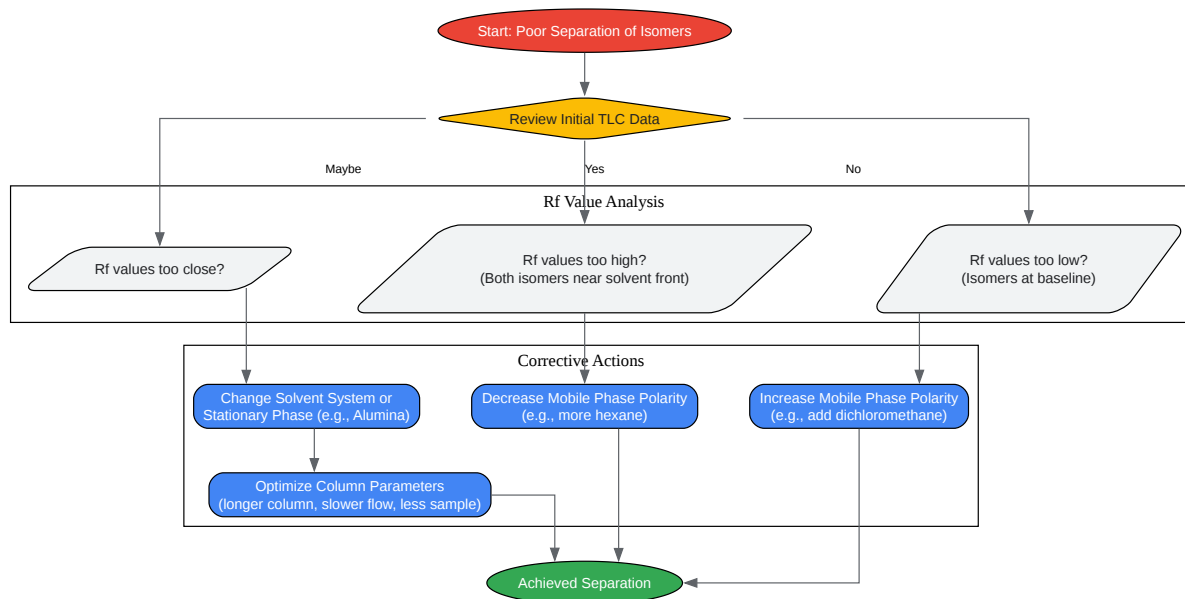 Start: Poor Separation of Isomers
Review Initial TLC Data
Maybe
Yes
No
Rf Value Analysis
Rf values too close?
Rf values too high?
(Both isomers near solvent front)
Rf values too low?
(Isomers at baseline)
Corrective Actions
Change Solvent System or
Stationary Phase (e.g., Alumina)
Decrease Mobile Phase Polarity
(e.g., more hexane)
Increase Mobile Phase Polarity
(e.g., add dichloromethane)
Optimize Column Parameters
(longer column, slower flow, less sample)
Achieved Separation